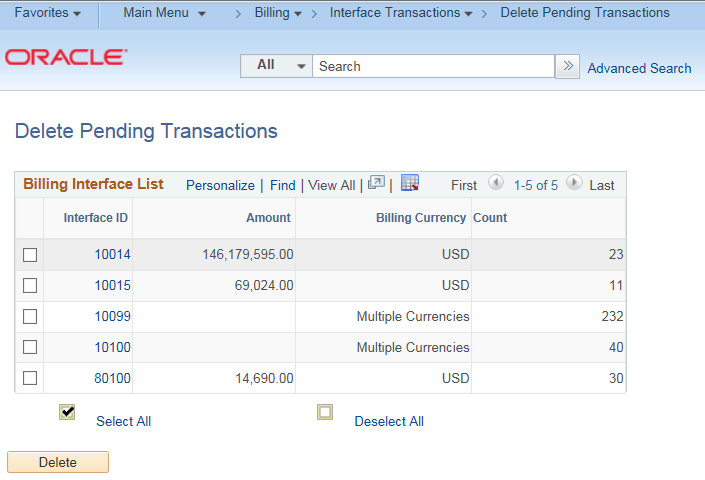 Favorites Main Menu Billing Interface Transactions Delete Pending Transactions
ORACLE®
All Search Advanced Search
Delete Pending Transactions
Billing Interface List Personalize | Find | View All | | First 1-5 of 5 Last
Interface ID Amount Billing Currency Count
10014 146,179,595.00 USD 23
10015 69,024.00 USD 11
10099 Multiple Currencies 232
10100 Multiple Currencies 40
80100 14,690.00 USD 30
Select All Deselect All
Delete